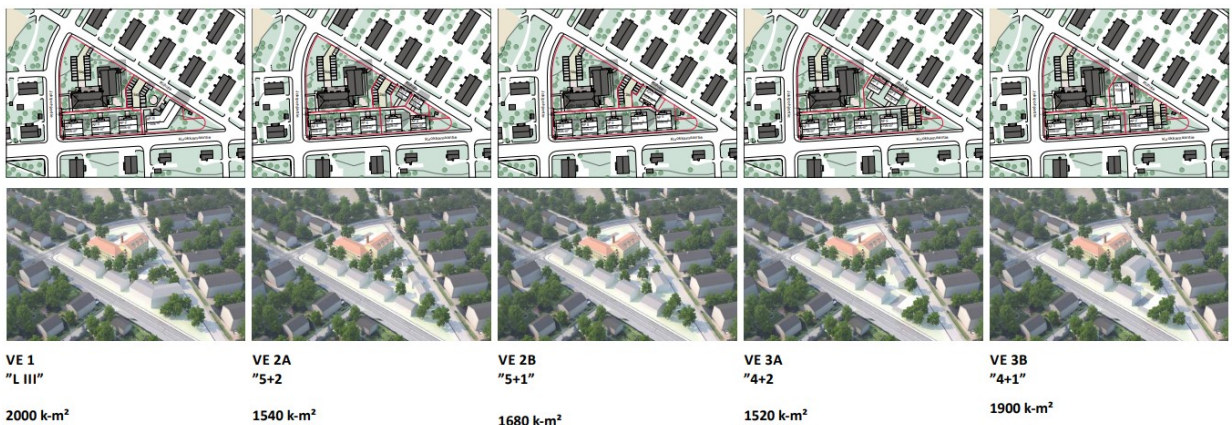 VE 1
"L III"
2000 k-m²
VE 2A
"5+2
1540 k-m²
VE 2B
"5+1"
1680 k-m²
VE 3A
"4+2
1520 k-m²
VE 3B
"4+1"
1900 k-m²